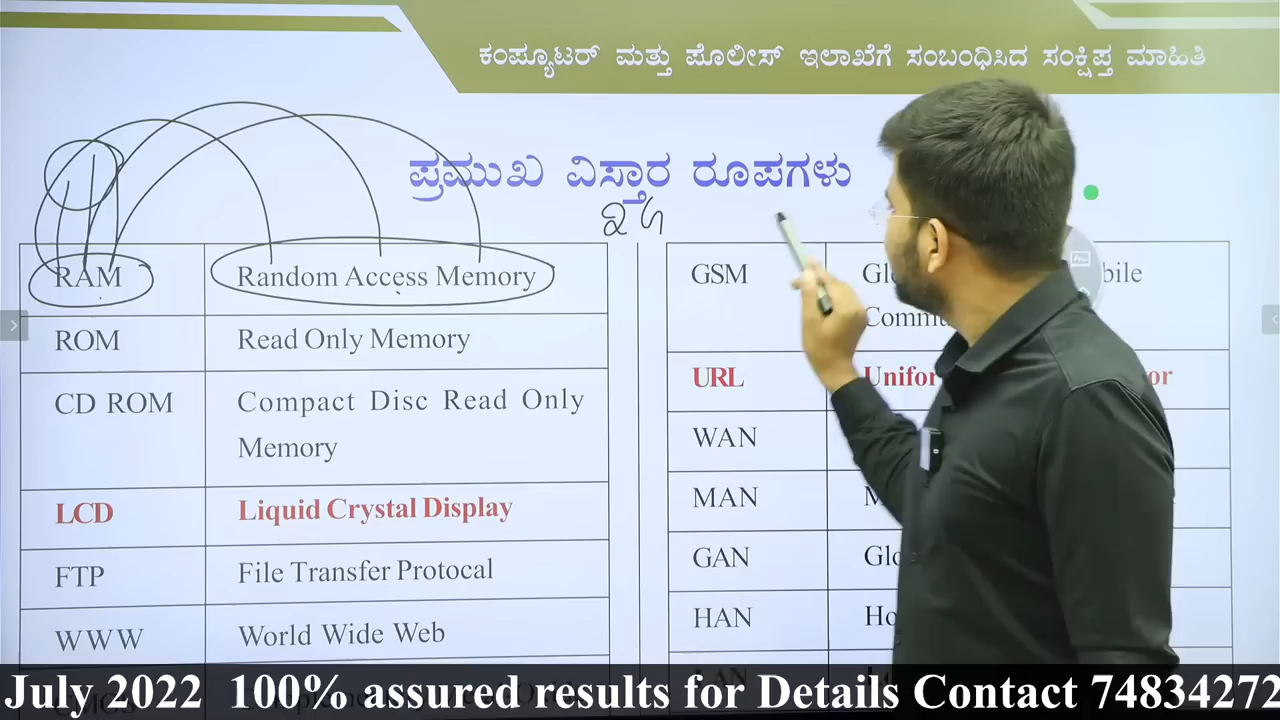 ಕಂಪ್ಯೂಟರ್ ಮತ್ತು ಪೊಲೀಸ್ ಇಲಾಖೆಗೆ ಸಂಬಂಧಿಸಿದ ಸಂಕ್ಷಿಪ್ತ ಮಾಹಿತಿ
ಪ್ರಮುಖ ವಿಸ್ತಾರ ರೂಪಗಳು
RAM Random Access Memory
ROM Read Only Memory
CD ROM Compact Disc Read Only
Memory
LCD Liquid Crystal Display
FTP File Transfer Protocal
WWW World Wide Web
GSM
URL
WAN
MAN
GAN
HAN
July 2022 100% assured results for Details Contact 74834272